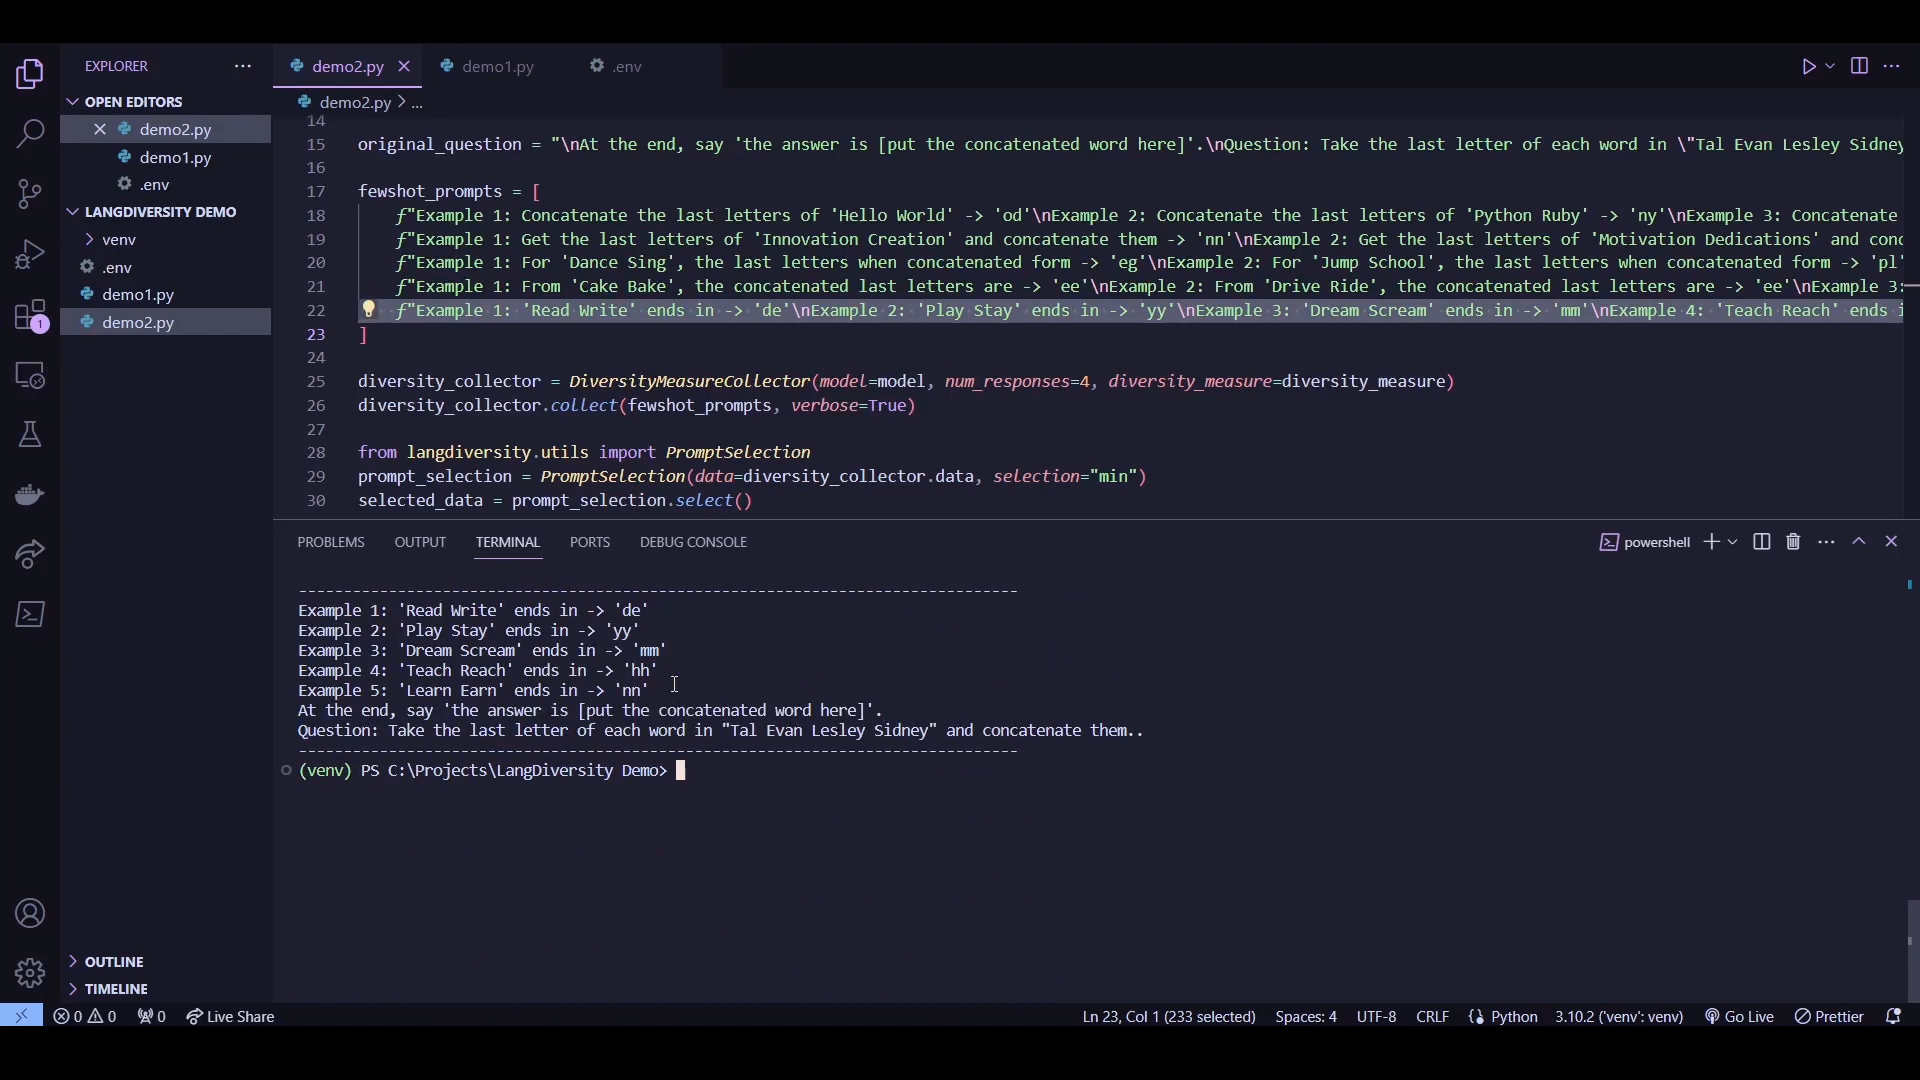 EXPLORER
OPEN EDITORS
demo2.py
demo1.py
.env
LANGDIVERSITY DEMO
venv
.env
demo1.py
demo2.py
OUTLINE
TIMELINE
1
demo2.py demo1.py .env
demo2.py > ...
14
15 original_question = "\nAt the end, say 'the answer is [put the concatenated word here]'.\nQuestion: Take the last letter of each word in \"Tal Evan Lesley Sidney
16
17 fewshot_prompts = [
18 f"Example 1: Concatenate the last letters of 'Hello World' -> 'od'\nExample 2: Concatenate the last letters of 'Python Ruby' -> 'ny'\nExample 3: Concatenate
19 f"Example 1: Get the last letters of 'Innovation Creation' and concatenate them -> 'nn'\nExample 2: Get the last letters of 'Motivation Dedications' and conc
20 f"Example 1: For 'Dance Sing', the last letters when concatenated form -> 'eg'\nExample 2: For 'Jump School', the last letters when concatenated form -> 'pl'
21 f"Example 1: From 'Cake Bake', the concatenated last letters are -> 'ee'\nExample 2: From 'Drive Ride', the concatenated last letters are -> 'ee'\nExample 3:
22 f"Example 1: 'Read Write' ends in -> 'de'\nExample 2: 'Play Stay' ends in -> 'yy'\nExample 3: 'Dream Scream' ends in -> 'mm'\nExample 4: 'Teach Reach' ends i
23 ]
24
25 diversity_collector = DiversityMeasureCollector(model=model, num_responses=4, diversity_measure=diversity_measure)
26 diversity_collector.collect(fewshot_prompts, verbose=True)
27
28 from langdiversity.utils import PromptSelection
29 prompt_selection = PromptSelection(data=diversity_collector.data, selection="min")
30 selected_data = prompt_selection.select()
PROBLEMS OUTPUT TERMINAL PORTS DEBUG CONSOLE powershell
--------------------------------------------------------------------------------
Example 1: 'Read Write' ends in -> 'de'
Example 2: 'Play Stay' ends in -> 'yy'
Example 3: 'Dream Scream' ends in -> 'mm'
Example 4: 'Teach Reach' ends in -> 'hh'
Example 5: 'Learn Earn' ends in -> 'nn'
At the end, say 'the answer is [put the concatenated word here]'.
Question: Take the last letter of each word in "Tal Evan Lesley Sidney" and concatenate them..
--------------------------------------------------------------------------------
(venv) PS C:\Projects\LangDiversity Demo>
0 0 0 Live Share Ln 23, Col 1 (233 selected) Spaces: 4 UTF-8 CRLF Python 3.10.2 ('venv': venv) Go Live Prettier